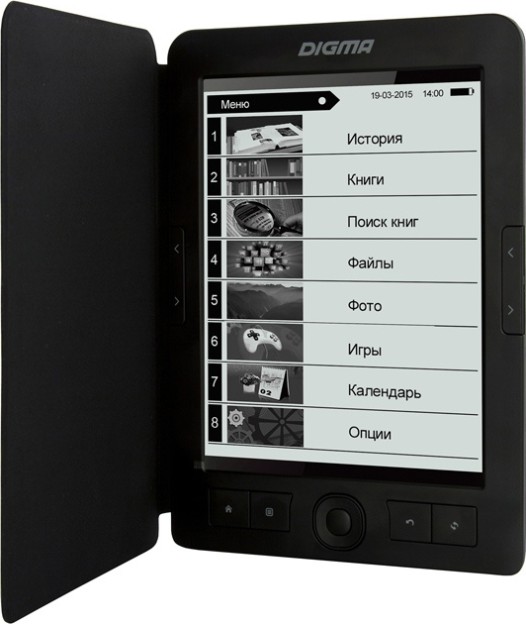 DIGMA
Меню 19-03-2015 14:00
1 История
2 Книги
3 Поиск книг
4 Файлы
5 Фото
6 Игры
7 Календарь
02
8 Опции